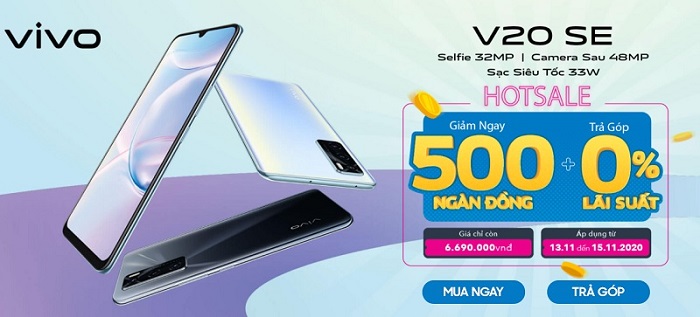 vivo
vivo
V20 SE
Selfie 32MP | Camera Sau 48MP
Sạc Siêu Tốc 33W
HOTSALE
Giảm Ngay
500
NGÀN ĐỒNG
+
Trả Góp
0%
LÃI SUẤT
Giá chỉ còn
6.690.000vnđ
Áp dụng từ
13.11 đến 15.11.2020
MUA NGAY
TRẢ GÓP